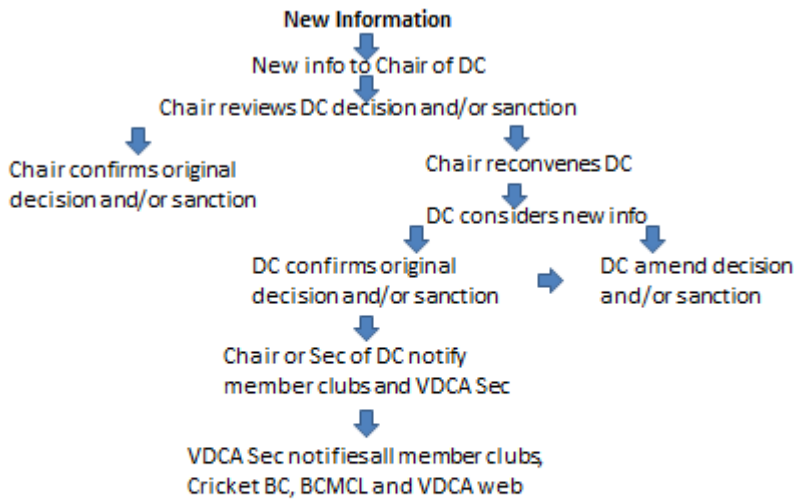 New Information
New info to Chair of DC
Chair reviews DC decision and/or sanction
Chair confirms original
decision and/or sanction
Chair reconvenes DC
DC considers new info
DC confirms original
decision and/or sanction
DC amend decision
and/or sanction
Chair or Sec of DC notify
member clubs and VDCA Sec
VDCA Sec notifies all member clubs,
Cricket BC, BCMCL and VDCA web